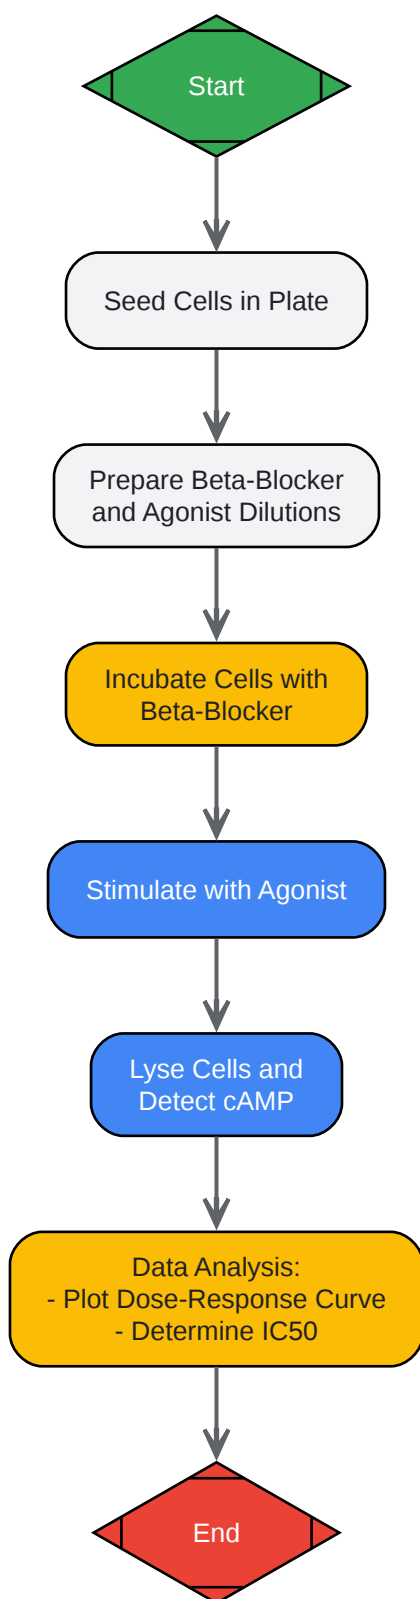 Start
Seed Cells in Plate
Prepare Beta-Blocker
and Agonist Dilutions
Incubate Cells with
Beta-Blocker
Stimulate with Agonist
Lyse Cells and
Detect cAMP
Data Analysis:
- Plot Dose-Response Curve
- Determine IC50
End